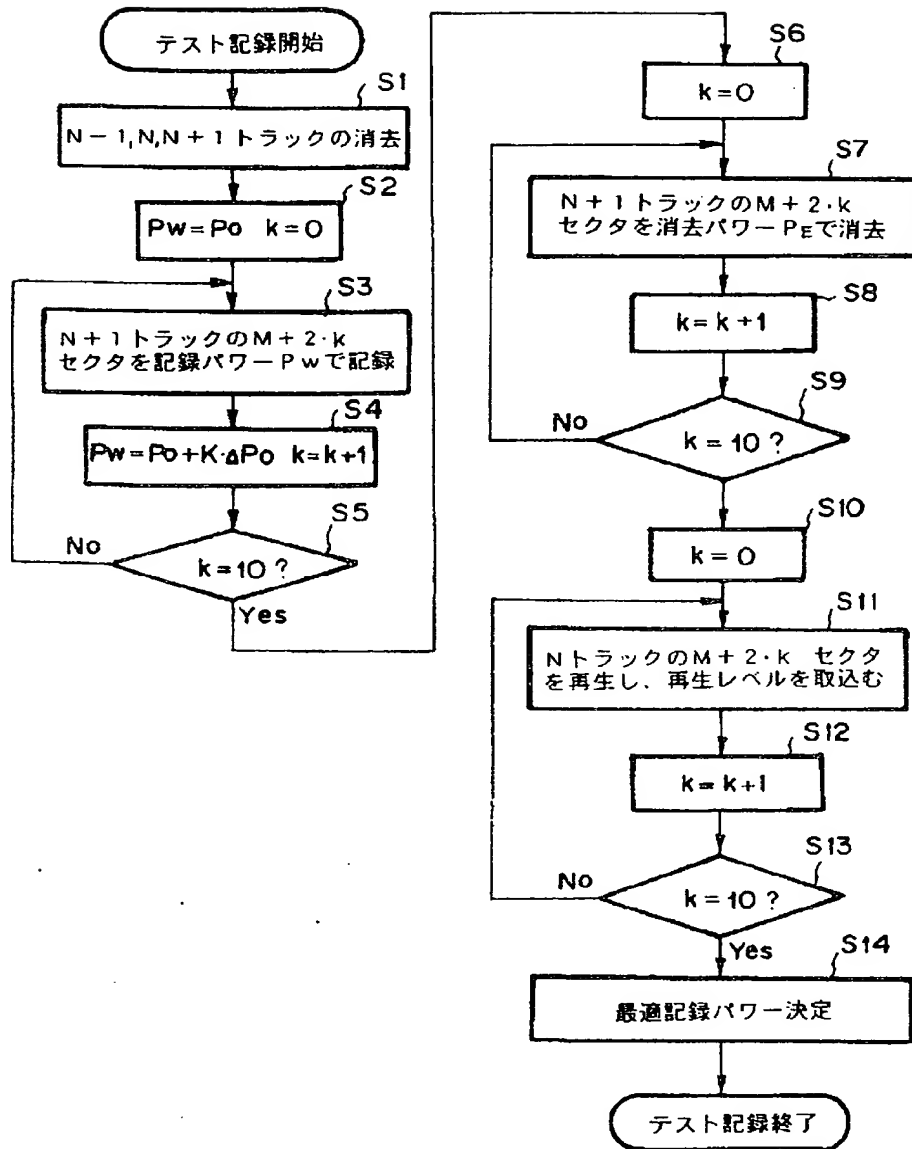 テスト記録開始
S1
N-1,N,N+1トラックの消去
S2
Pw=Po k=0
S3
N+1トラックのM+2·k
セクタを記録パワーPwで記録
S4
Pw=Po+K·ΔPo k=k+1
S5
k=10?
No
Yes
S6
k=0
S7
N+1トラックのM+2·k
セクタを消去パワーPEで消去
S8
k=k+1
S9
k=10?
No
S10
k=0
S11
NトラックのM+2·k セクタ
を再生し、再生レベルを取込む
S12
k=k+1
S13
k=10?
No
Yes
S14
最適記録パワー決定
テスト記録終了